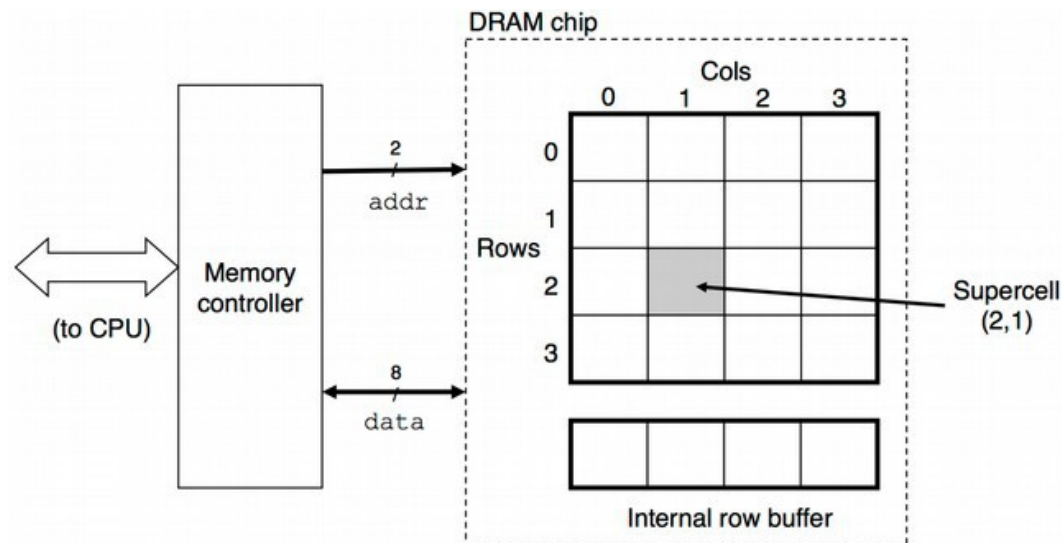 DRAM chip
Cols
0 1 2 3
0
1
2
3
Rows
2
addr
Memory
controller
(to CPU)
8
data
Supercell
(2,1)
Internal row buffer